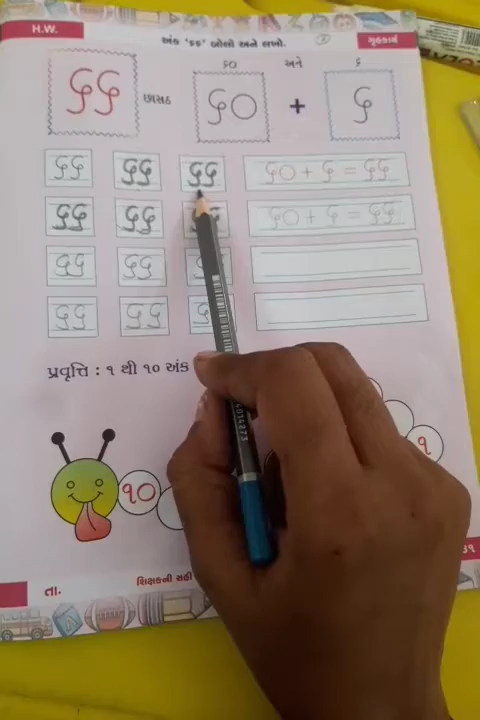 H.W.
અંક ‘૬૬’ બોલો અને લખો.
ગૃહકાર્ય
૬૦ અને ૬
૬૬ છાસઠ ૬૦ + ૬
૬૬ ૬૬ ૬૬ ૬૦ + ૬ = ૬૬
૬૬ ૬૬ ૬૦ + ૬ = ૬૬
૬૬ ૬૬
૬૬ ૬૬
પ્રવૃત્તિ : ૧ થી ૧૦ અંક
૧
૧૦
તા.
શિક્ષકની સહી
૩૧